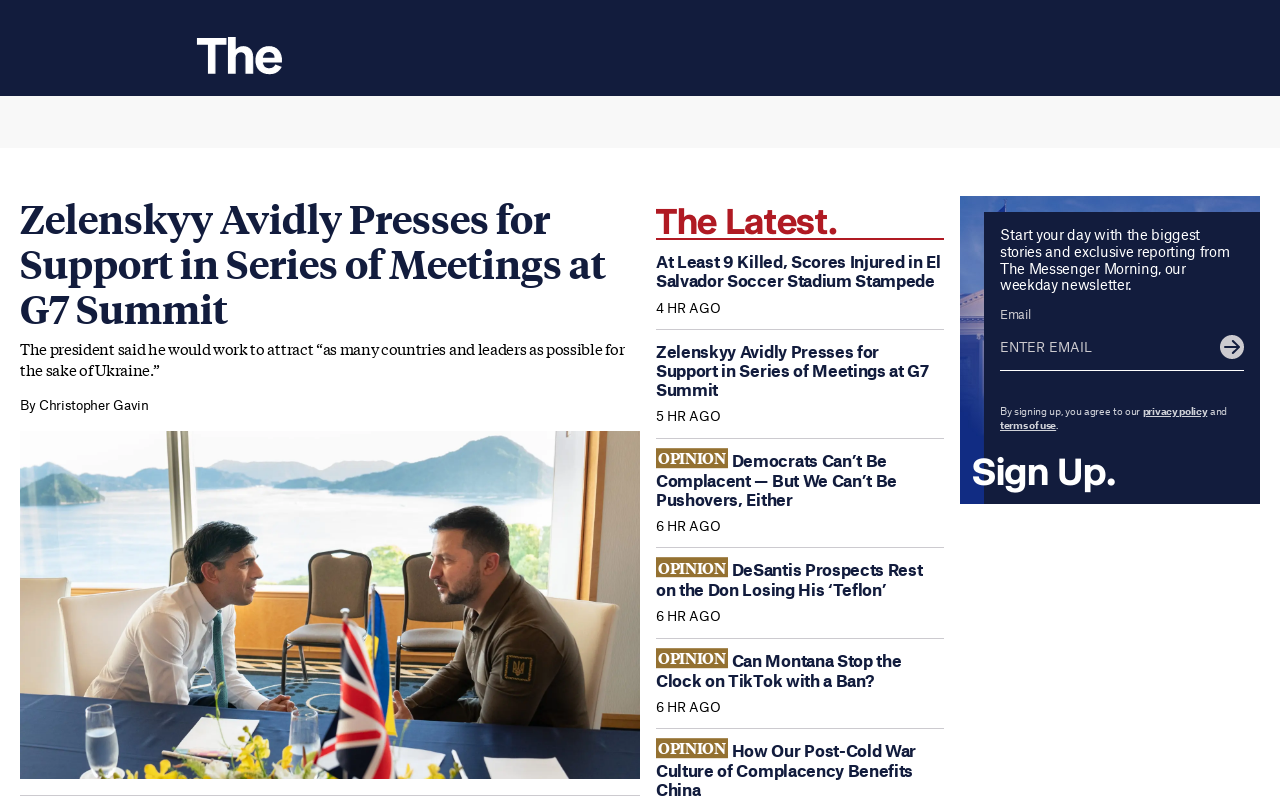 The
Zelenskyy Avidly Presses for
Support in Series of Meetings at
G7 Summit
The president said he would work to attract “as many countries and leaders as possible for
the sake of Ukraine.”
By Christopher Gavin
The Latest.
At Least 9 Killed, Scores Injured in El
Salvador Soccer Stadium Stampede
4 HR AGO
Zelenskyy Avidly Presses for
Support in Series of Meetings at G7
Summit
5 HR AGO
OPINION Democrats Can’t Be
Complacent — But We Can’t Be
Pushovers, Either
6 HR AGO
OPINION DeSantis Prospects Rest
on the Don Losing His ‘Teflon’
6 HR AGO
OPINION Can Montana Stop the
Clock on TikTok with a Ban?
6 HR AGO
OPINION How Our Post-Cold War
Culture of Complacency Benefits
China
Start your day with the biggest
stories and exclusive reporting from
The Messenger Morning, our
weekday newsletter.
Email
ENTER EMAIL
By signing up, you agree to our privacy policy and
terms of use.
Sign Up.